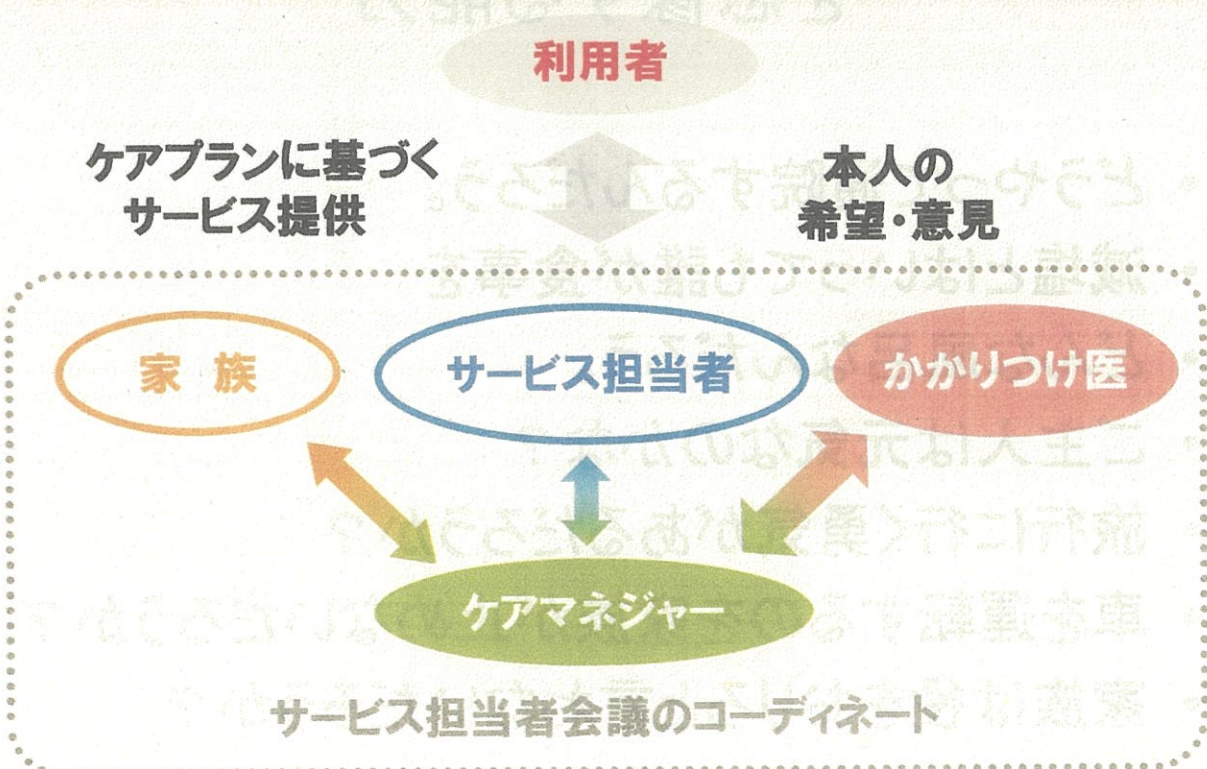 利用者
ケアプランに基づく
サービス提供
本人の
希望・意見
家 族
サービス担当者
かかりつけ医
ケアマネジャー
サービス担当者会議のコーディネート